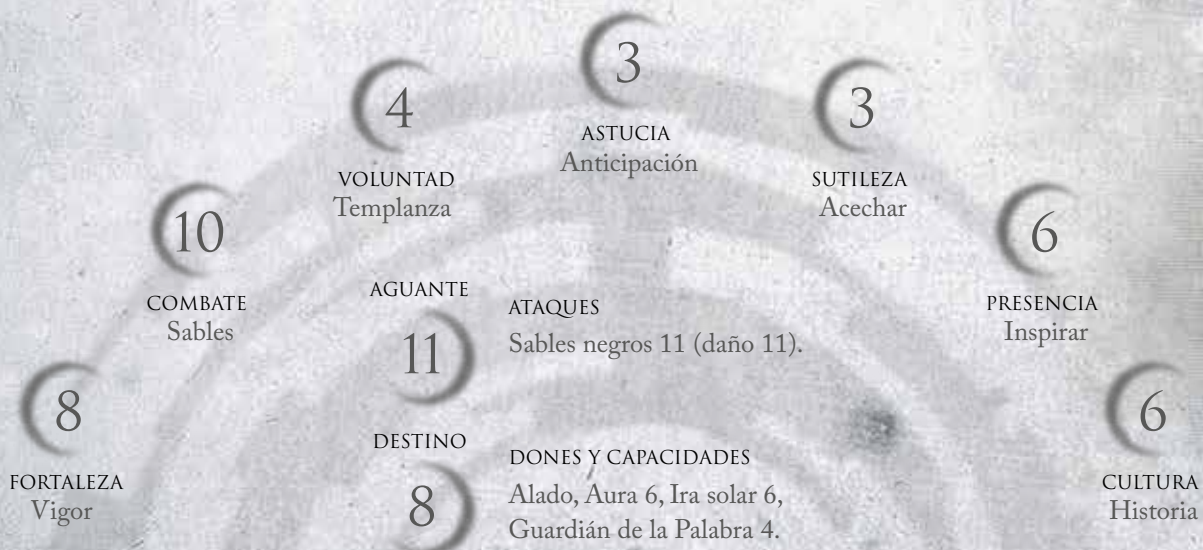 3
4
3
ASTUCIA
Anticipación
VOLUNTAD
Templanza
SUTILEZA
Acechar
10
6
COMBATE
Sables
AGUANTE
11
ATAQUES
Sables negros 11 (daño 11).
PRESENCIA
Inspirar
8
6
FORTALEZA
Vigor
DESTINO
8
DONES Y CAPACIDADES
Alado, Aura 6, Ira solar 6,
Guardián de la Palabra 4.
CULTURA
Historia